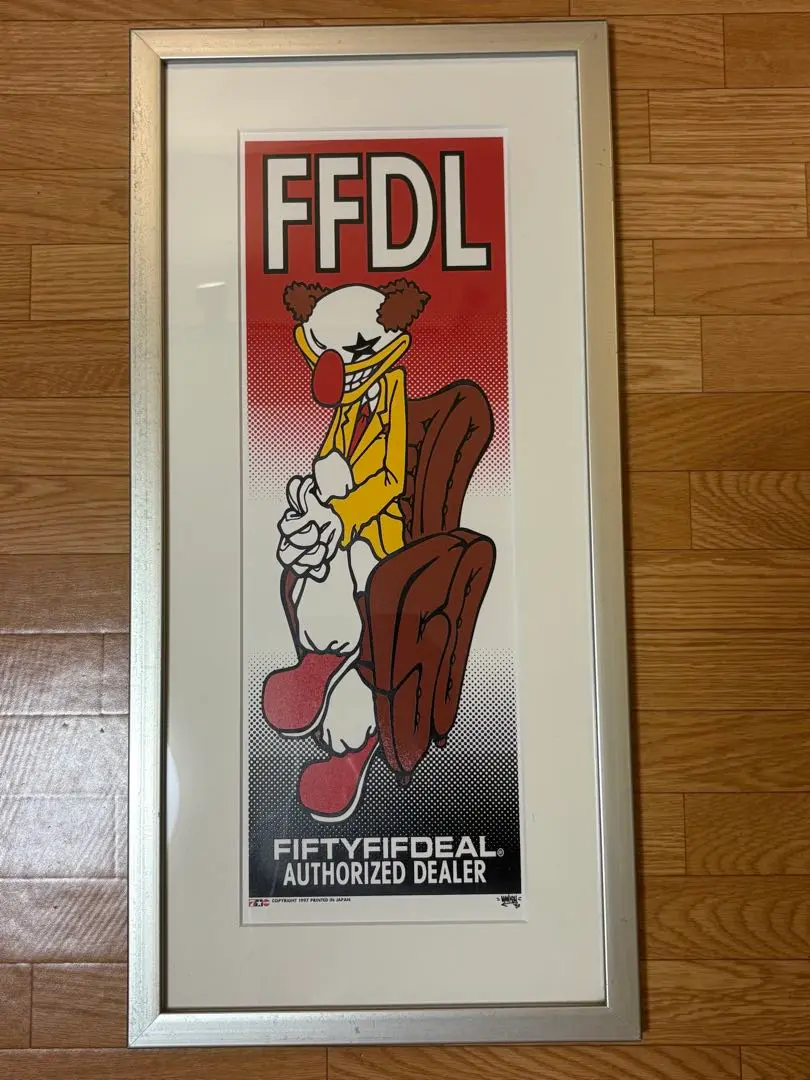 FFDL
FIFTYFIFDEAL®
AUTHORIZED DEALER
COPYRIGHT 1997 PRINTED IN JAPAN